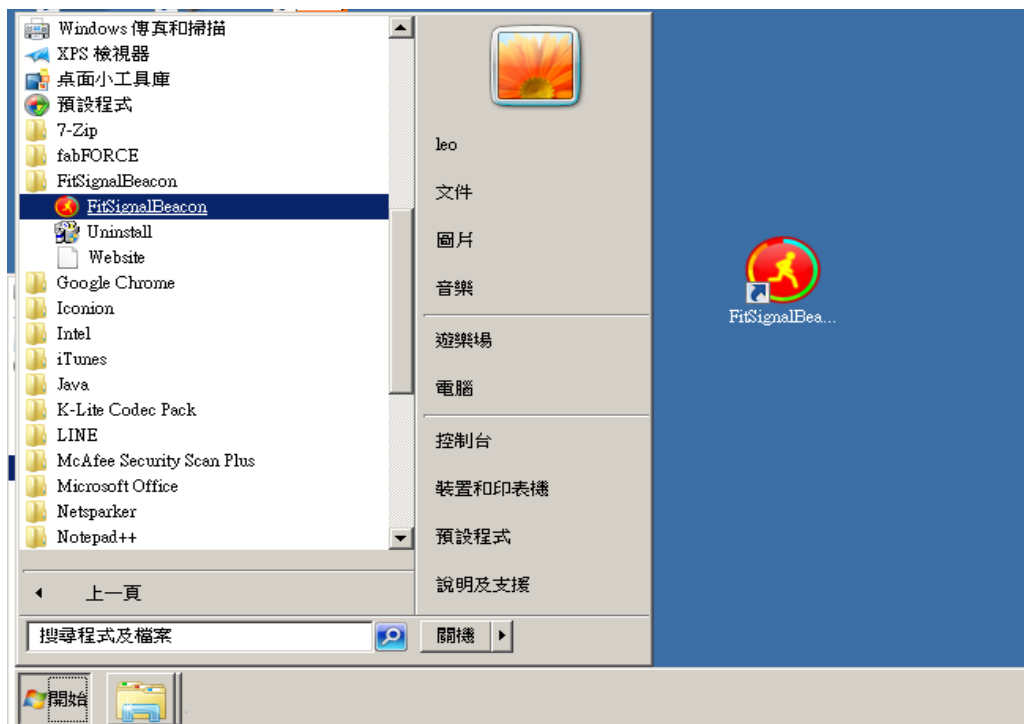 Windows 傳真和掃描
XPS 檢視器
桌面小工具庫
預設程式
7-Zip
fabFORCE
FitSignalBeacon
FitSignalBeacon
Uninstall
Website
Google Chrome
Iconion
Intel
iTunes
Java
K-Lite Codec Pack
LINE
McAfee Security Scan Plus
Microsoft Office
Netsparker
Notepad++
上一頁
搜尋程式及檔案
leo
文件
圖片
音樂
遊樂場
電腦
控制台
裝置和印表機
預設程式
說明及支援
關機
FitSignalBea...
開始